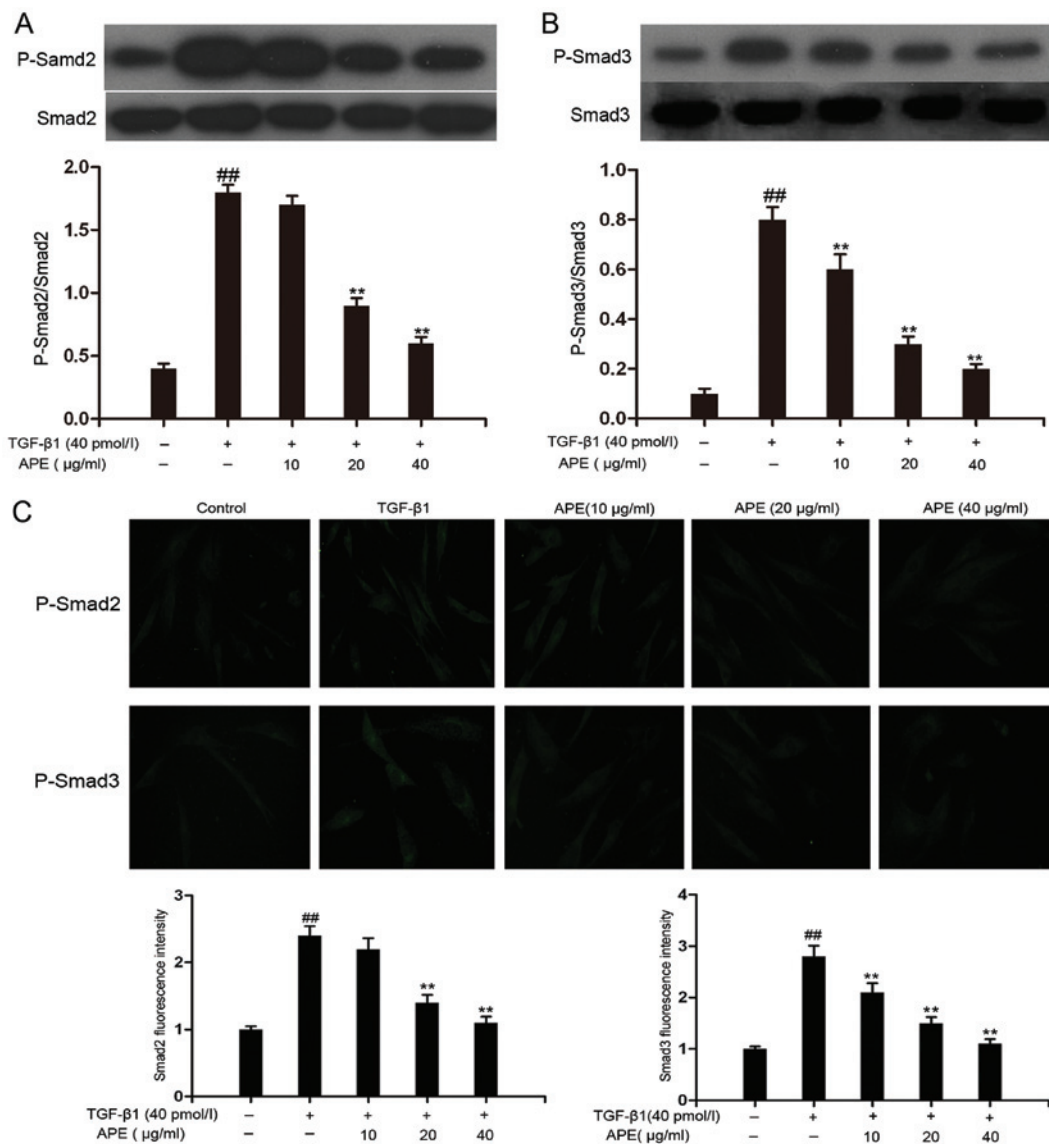 A
B
P-Samd2
Smad2
P-Smad3
Smad3
2.0
1.5
1.0
0.5
0.0
P-Smad2/Smad2
##
**
**
TGF-β1 (40 pmol/l) – + + + +
APE ( μg/ml) – – 10 20 40
1.0
0.8
0.6
0.4
0.2
0.0
P-Smad3/Smad3
##
**
**
**
TGF-β1 (40 pmol/l) – + + + +
APE ( μg/ml) – – 10 20 40
C
Control TGF-β1 APE(10 μg/ml) APE (20 μg/ml) APE (40 μg/ml)
P-Smad2
P-Smad3
3
2
1
0
Smad2 fluorescence intensity
##
**
**
TGF-β1 (40 pmol/l) – + + + +
APE( μg/ml) – – 10 20 40
4
3
2
1
0
Smad3 fluorescence intensity
##
**
**
**
TGF-β1(40 pmol/l) – + + + +
APE ( μg/ml) – – 10 20 40